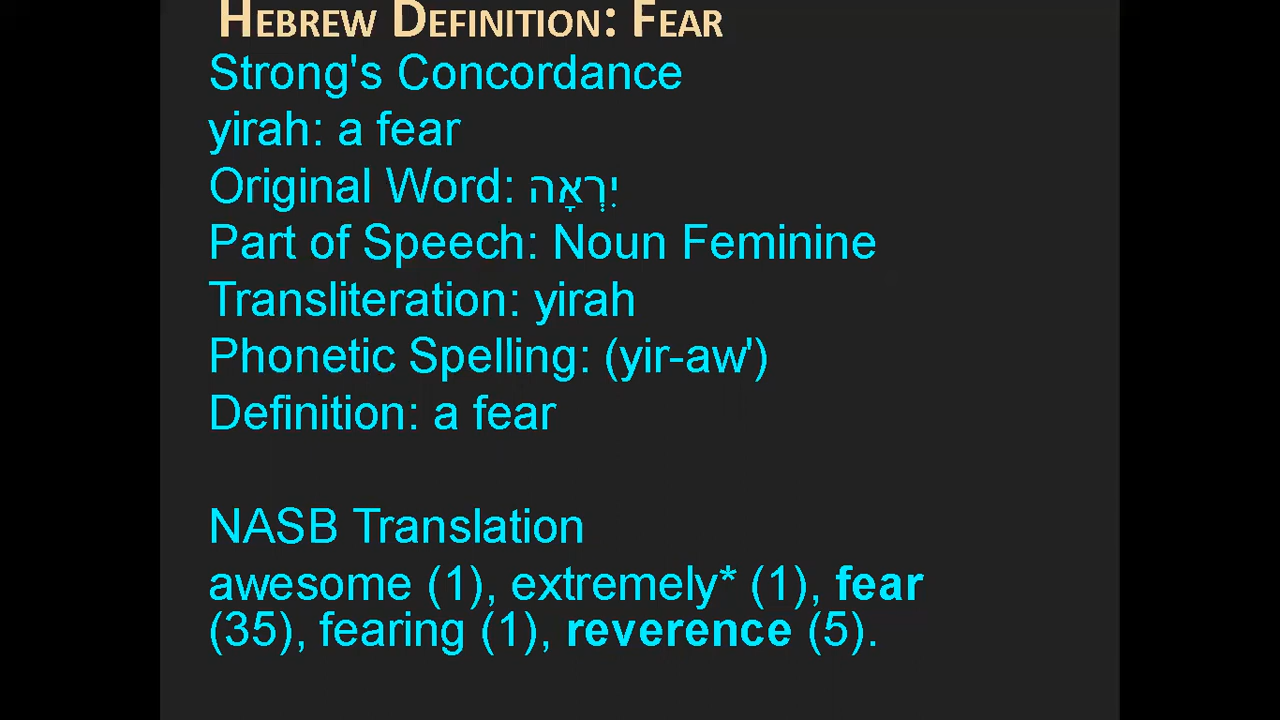 Hebrew Definition: Fear
Strong's Concordance
yirah: a fear
Original Word: יִרְאָה
Part of Speech: Noun Feminine
Transliteration: yirah
Phonetic Spelling: (yir-aw')
Definition: a fear
NASB Translation
awesome (1), extremely* (1), fear
(35), fearing (1), reverence (5).